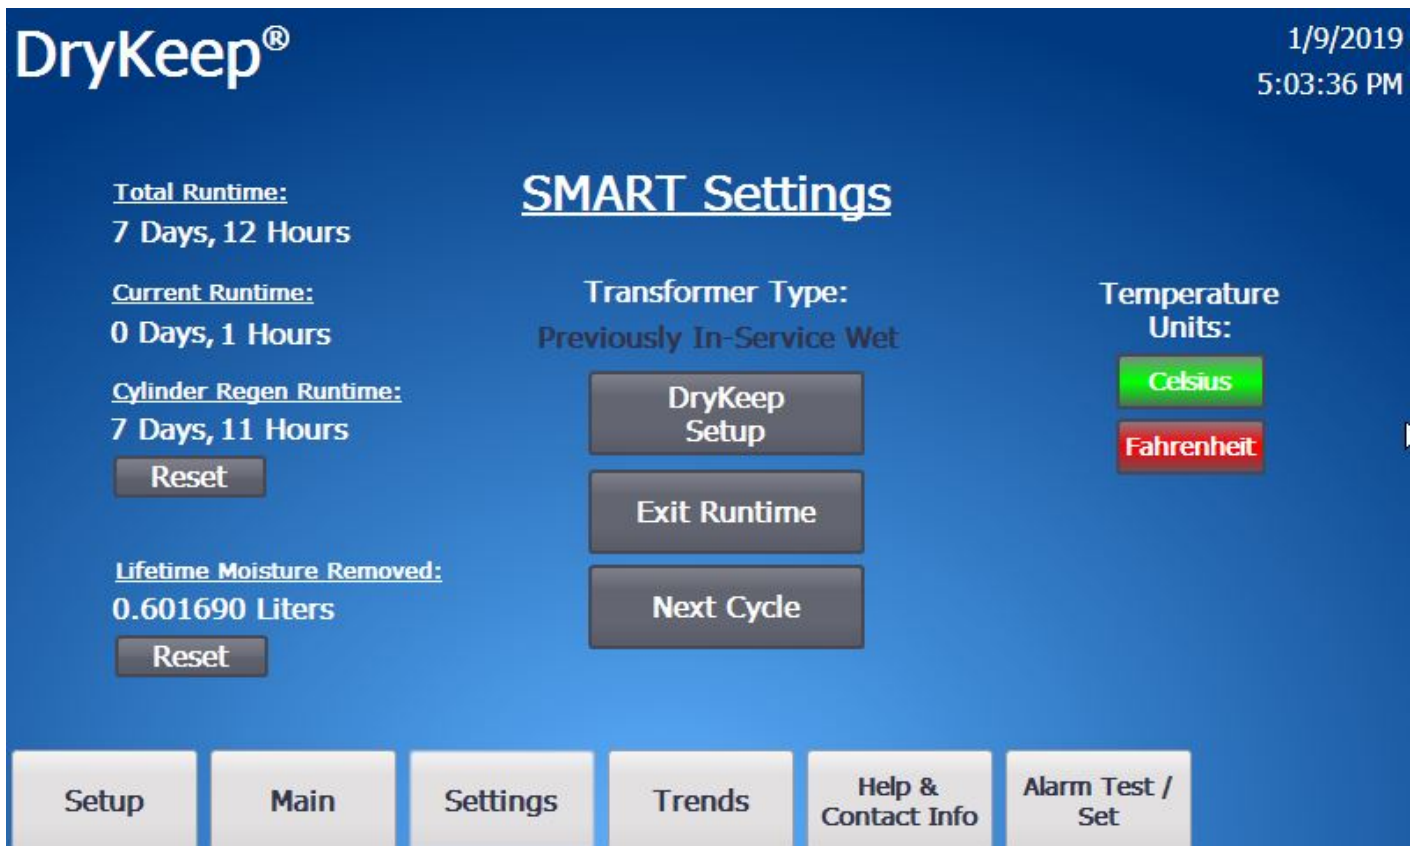 DryKeep®
1/9/2019
5:03:36 PM
SMART Settings
Total Runtime:
7 Days, 12 Hours
Current Runtime:
0 Days, 1 Hours
Cylinder Regen Runtime:
7 Days, 11 Hours
Reset
Lifetime Moisture Removed:
0.601690 Liters
Reset
Transformer Type:
Previously In-Service Wet
DryKeep
Setup
Exit Runtime
Next Cycle
Temperature
Units:
Celsius
Fahrenheit
Setup
Main
Settings
Trends
Help &
Contact Info
Alarm Test /
Set